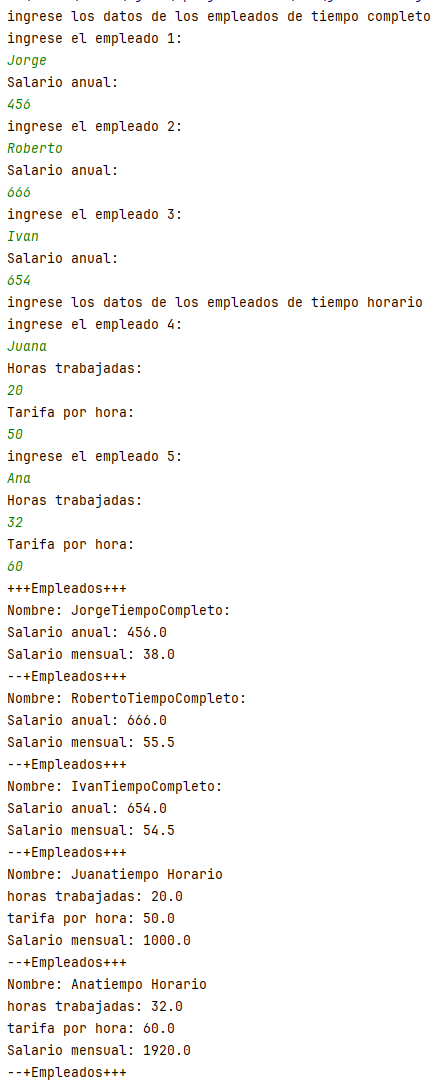 ingrese los datos de los empleados de tiempo completo
ingrese el empleado 1:
Jorge
Salario anual:
456
ingrese el empleado 2:
Roberto
Salario anual:
666
ingrese el empleado 3:
Ivan
Salario anual:
654
ingrese los datos de los empleados de tiempo horario
ingrese el empleado 4:
Juana
Horas trabajadas:
20
Tarifa por hora:
50
ingrese el empleado 5:
Ana
Horas trabajadas:
32
Tarifa por hora:
60
+++Empleados+++
Nombre: JorgeTiempoCompleto:
Salario anual: 456.0
Salario mensual: 38.0
--+Empleados+++
Nombre: RobertoTiempoCompleto:
Salario anual: 666.0
Salario mensual: 55.5
--+Empleados+++
Nombre: IvanTiempoCompleto:
Salario anual: 654.0
Salario mensual: 54.5
--+Empleados+++
Nombre: Juanatiempo Horario
horas trabajadas: 20.0
tarifa por hora: 50.0
Salario mensual: 1000.0
--+Empleados+++
Nombre: Anatiempo Horario
horas trabajadas: 32.0
tarifa por hora: 60.0
Salario mensual: 1920.0
--+Empleados+++